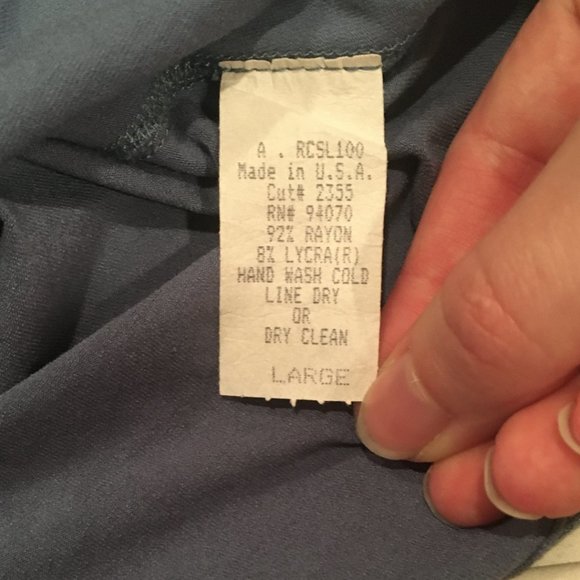 A . RCSL100
Made in U.S.A.
Cut# 2355
RN# 94070
92% RAYON
8% LYCRA(R)
HAND WASH COLD
LINE DRY
OR
DRY CLEAN
LARGE